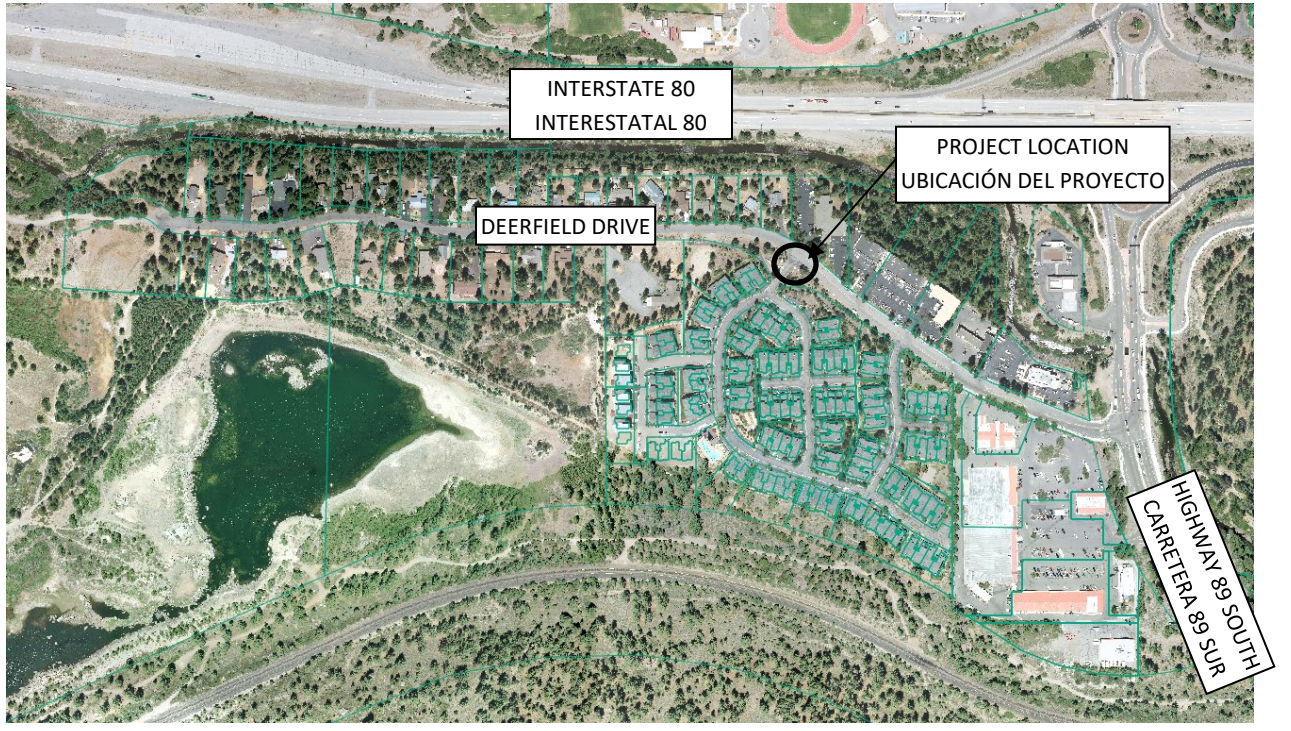 INTERSTATE 80
INTERESTATAL 80
PROJECT LOCATION
UBICACIÓN DEL PROYECTO
DEERFIELD DRIVE
HIGHWAY 89 SOUTH
CARRETERA 89 SUR